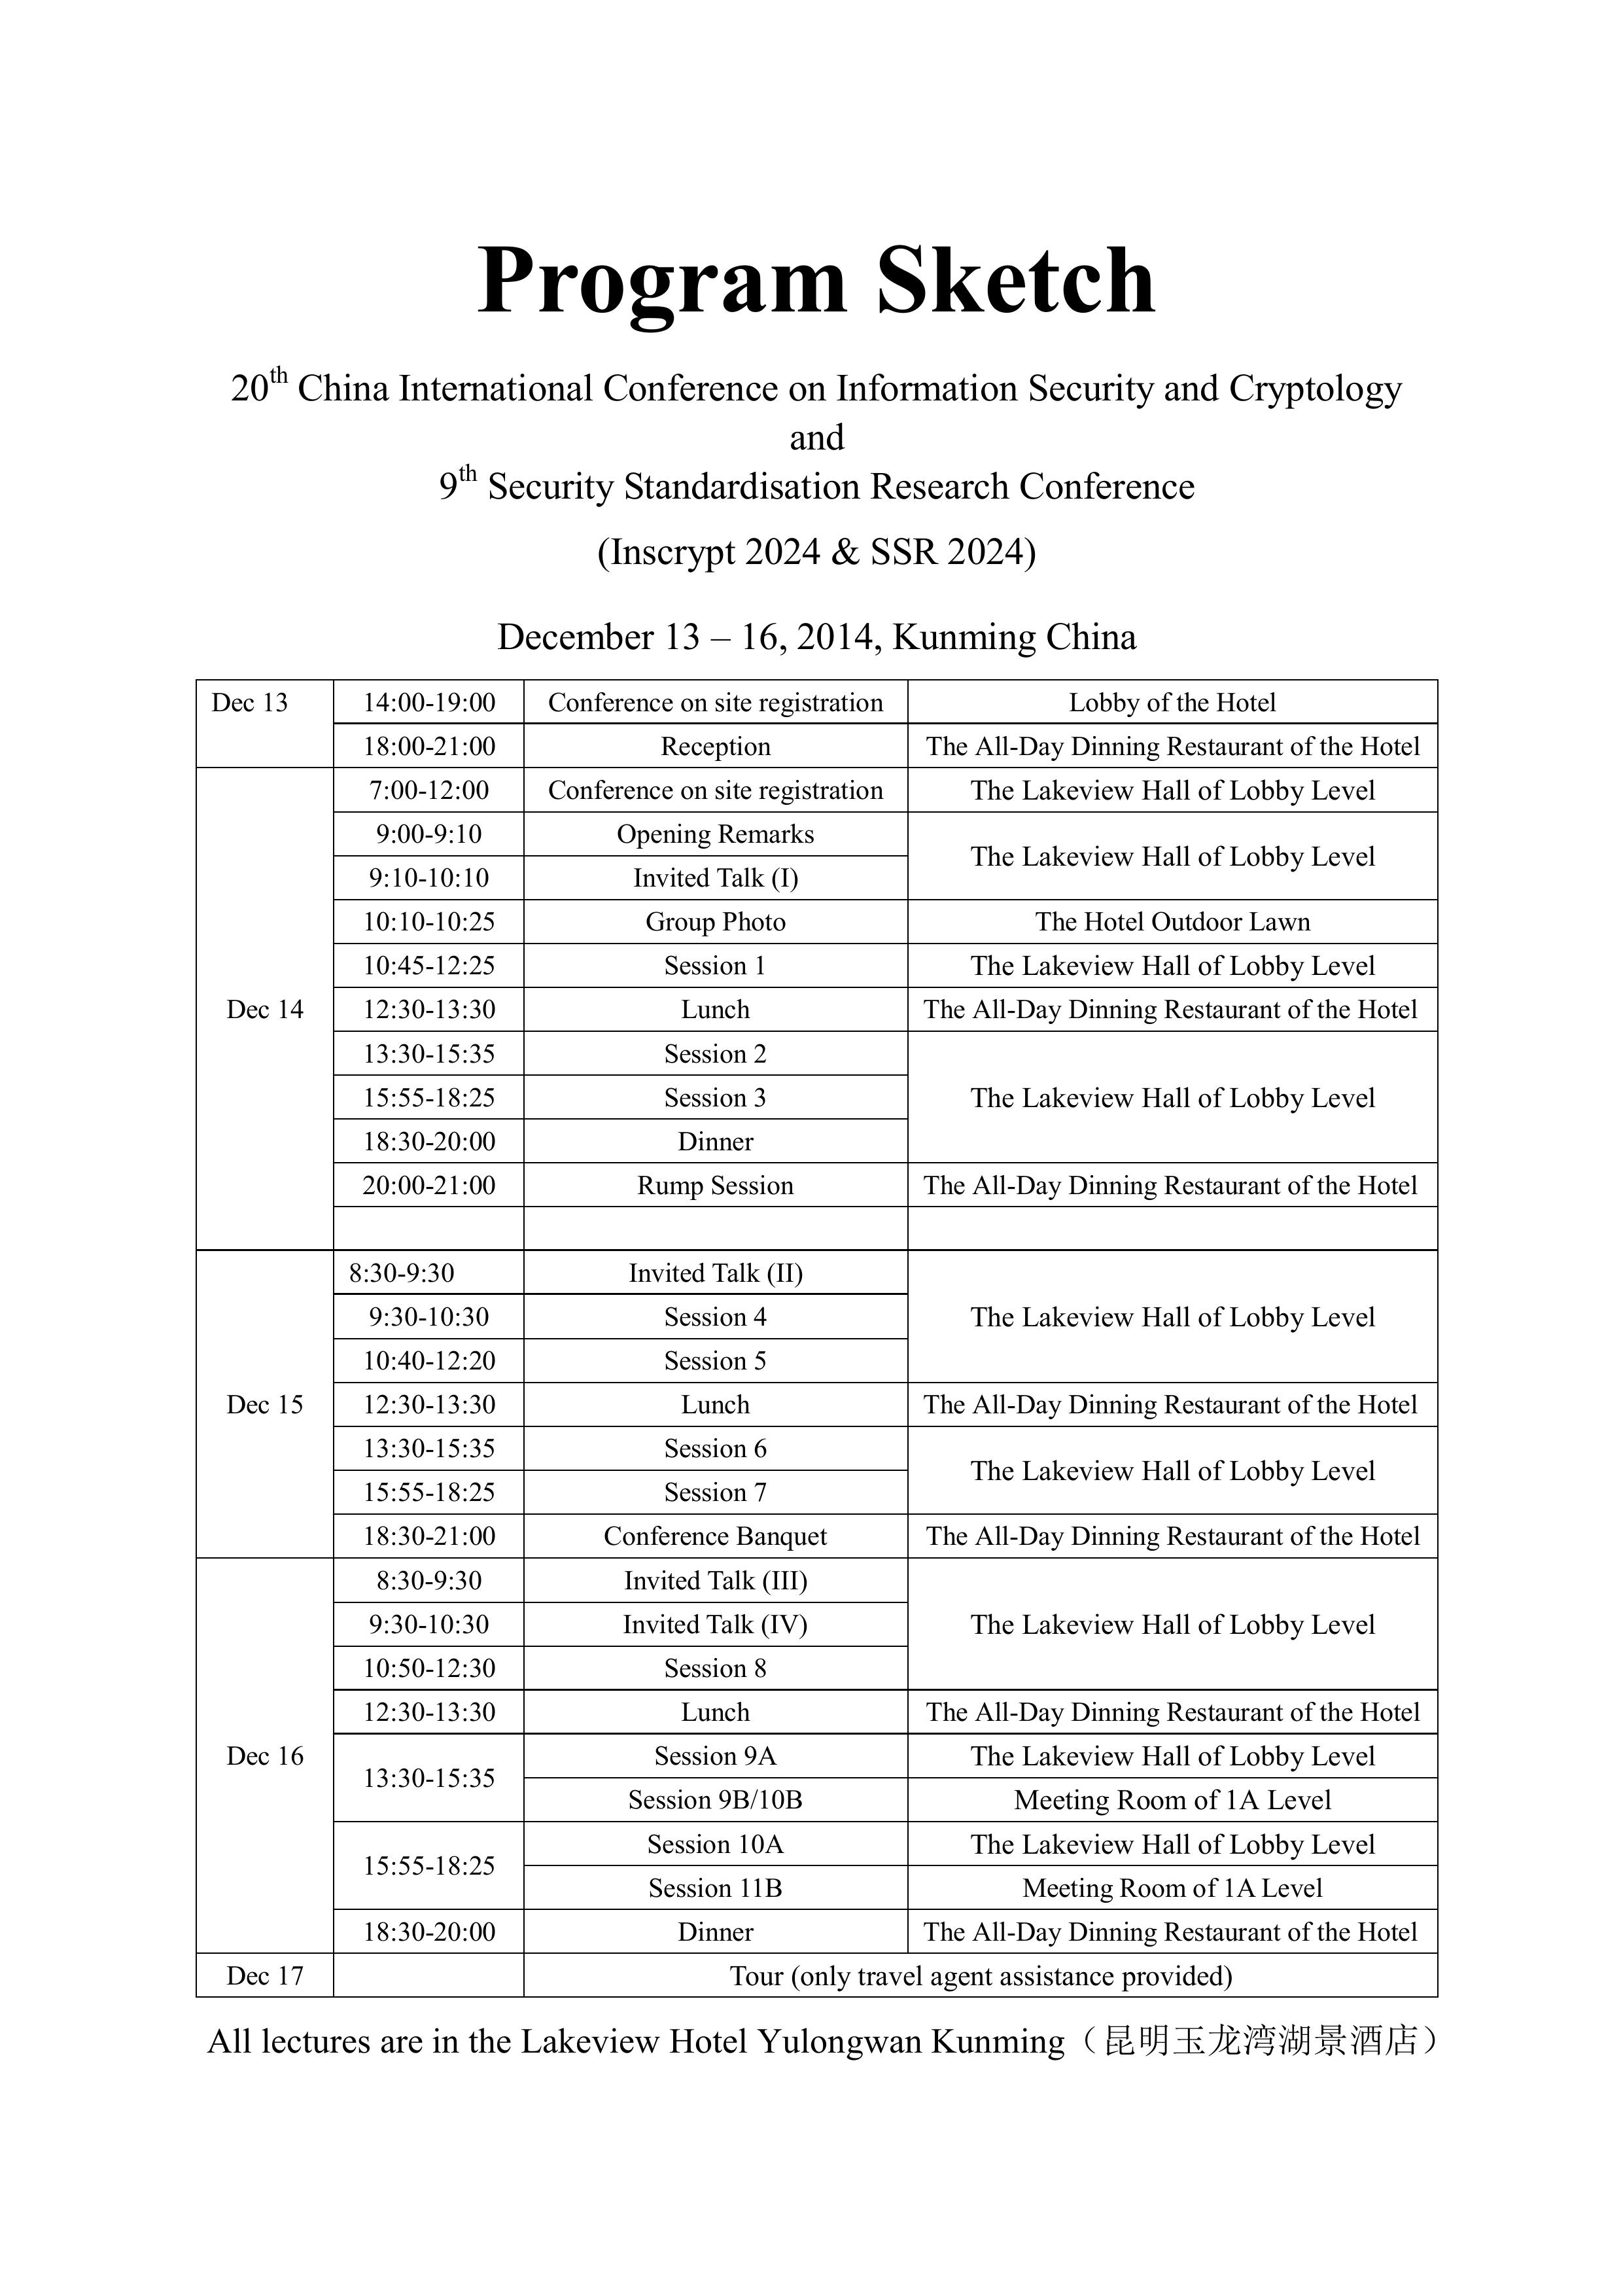 Program Sketch
20th China International Conference on Information Security and Cryptology
and
9th Security Standardisation Research Conference
(Inscrypt 2024 & SSR 2024)
December 13 – 16, 2014, Kunming China
Dec 13 14:00-19:00 Conference on site registration Lobby of the Hotel
18:00-21:00 Reception The All-Day Dinning Restaurant of the Hotel
Dec 14 7:00-12:00 Conference on site registration The Lakeview Hall of Lobby Level
9:00-9:10 Opening Remarks The Lakeview Hall of Lobby Level
9:10-10:10 Invited Talk (I)
10:10-10:25 Group Photo The Hotel Outdoor Lawn
10:45-12:25 Session 1 The Lakeview Hall of Lobby Level
12:30-13:30 Lunch The All-Day Dinning Restaurant of the Hotel
13:30-15:35 Session 2 The Lakeview Hall of Lobby Level
15:55-18:25 Session 3
18:30-20:00 Dinner
20:00-21:00 Rump Session The All-Day Dinning Restaurant of the Hotel
Dec 15 8:30-9:30 Invited Talk (II) The Lakeview Hall of Lobby Level
9:30-10:30 Session 4
10:40-12:20 Session 5
12:30-13:30 Lunch The All-Day Dinning Restaurant of the Hotel
13:30-15:35 Session 6 The Lakeview Hall of Lobby Level
15:55-18:25 Session 7
18:30-21:00 Conference Banquet The All-Day Dinning Restaurant of the Hotel
Dec 16 8:30-9:30 Invited Talk (III) The Lakeview Hall of Lobby Level
9:30-10:30 Invited Talk (IV)
10:50-12:30 Session 8
12:30-13:30 Lunch The All-Day Dinning Restaurant of the Hotel
13:30-15:35 Session 9A The Lakeview Hall of Lobby Level
Session 9B/10B Meeting Room of 1A Level
15:55-18:25 Session 10A The Lakeview Hall of Lobby Level
Session 11B Meeting Room of 1A Level
18:30-20:00 Dinner The All-Day Dinning Restaurant of the Hotel
Dec 17 Tour (only travel agent assistance provided)
All lectures are in the Lakeview Hotel Yulongwan Kunming（昆明玉龙湾湖景酒店）